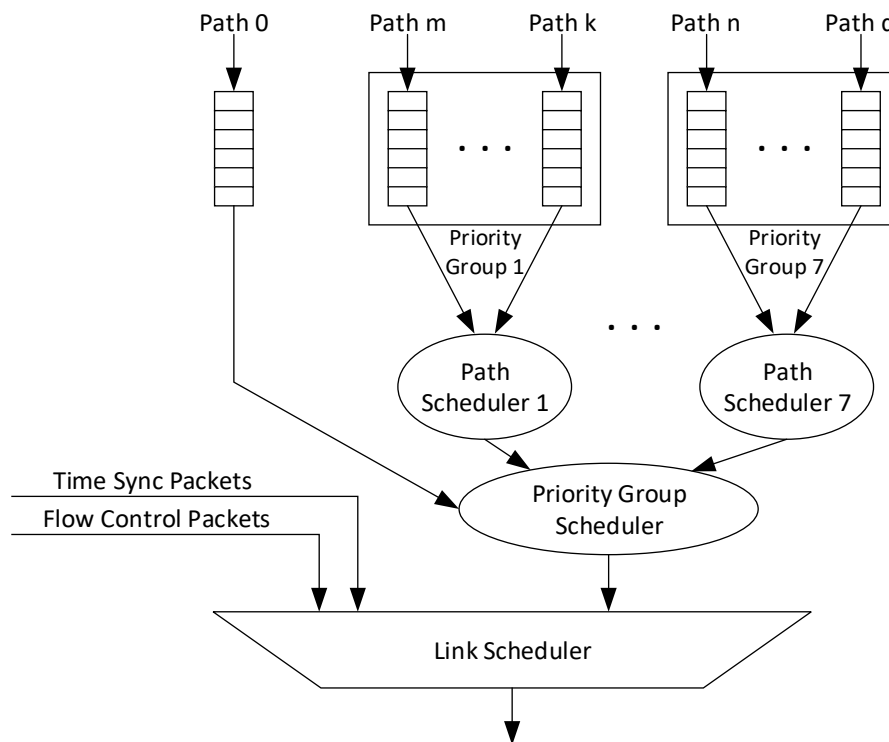 Path 0
Path m
Path k
Path n
Path
. . .
. . .
Priority
Group 1
Priority
Group 7
. . .
Path
Scheduler 1
Path
Scheduler 7
Time Sync Packets
Flow Control Packets
Priority Group
Scheduler
Link Scheduler